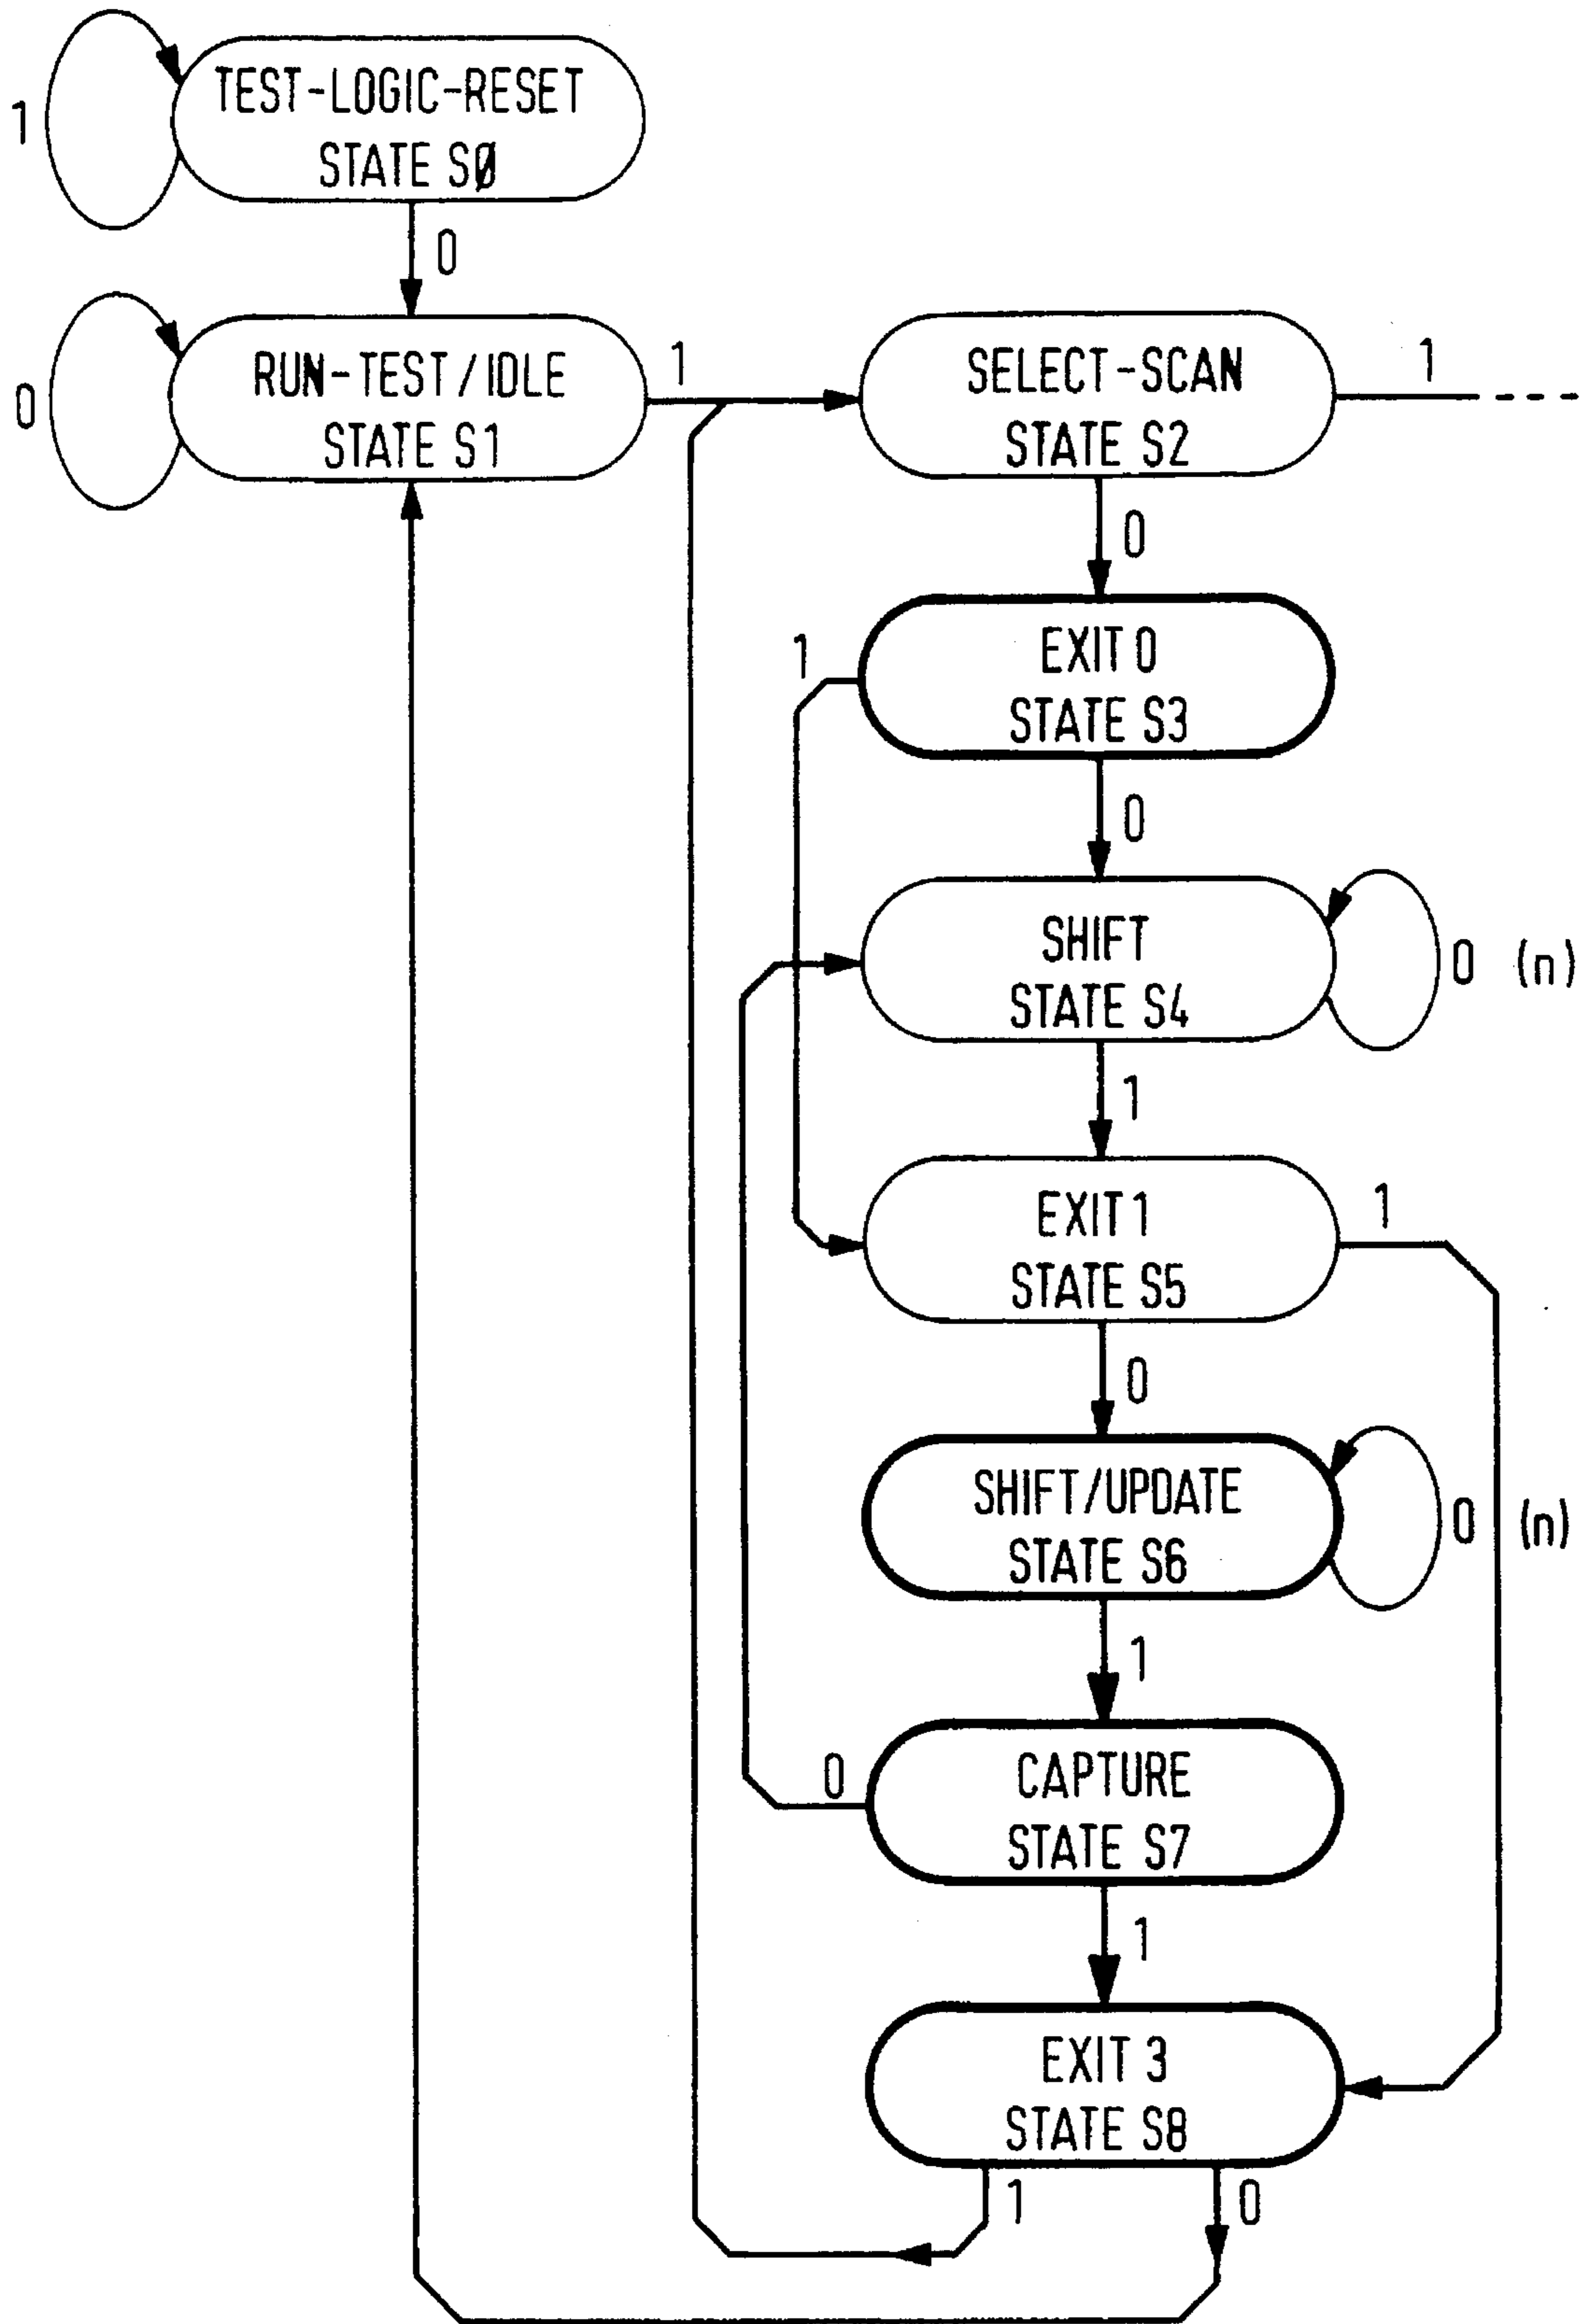 TEST-LOGIC-RESET
STATE SØ
1
0
RUN-TEST/IDLE
STATE S1
0
1
SELECT-SCAN
STATE S2
1
0
EXIT 0
STATE S3
1
0
SHIFT
STATE S4
0 (n)
1
EXIT 1
STATE S5
1
0
SHIFT/UPDATE
STATE S6
0 (n)
1
CAPTURE
STATE S7
0
1
EXIT 3
STATE S8
1
0